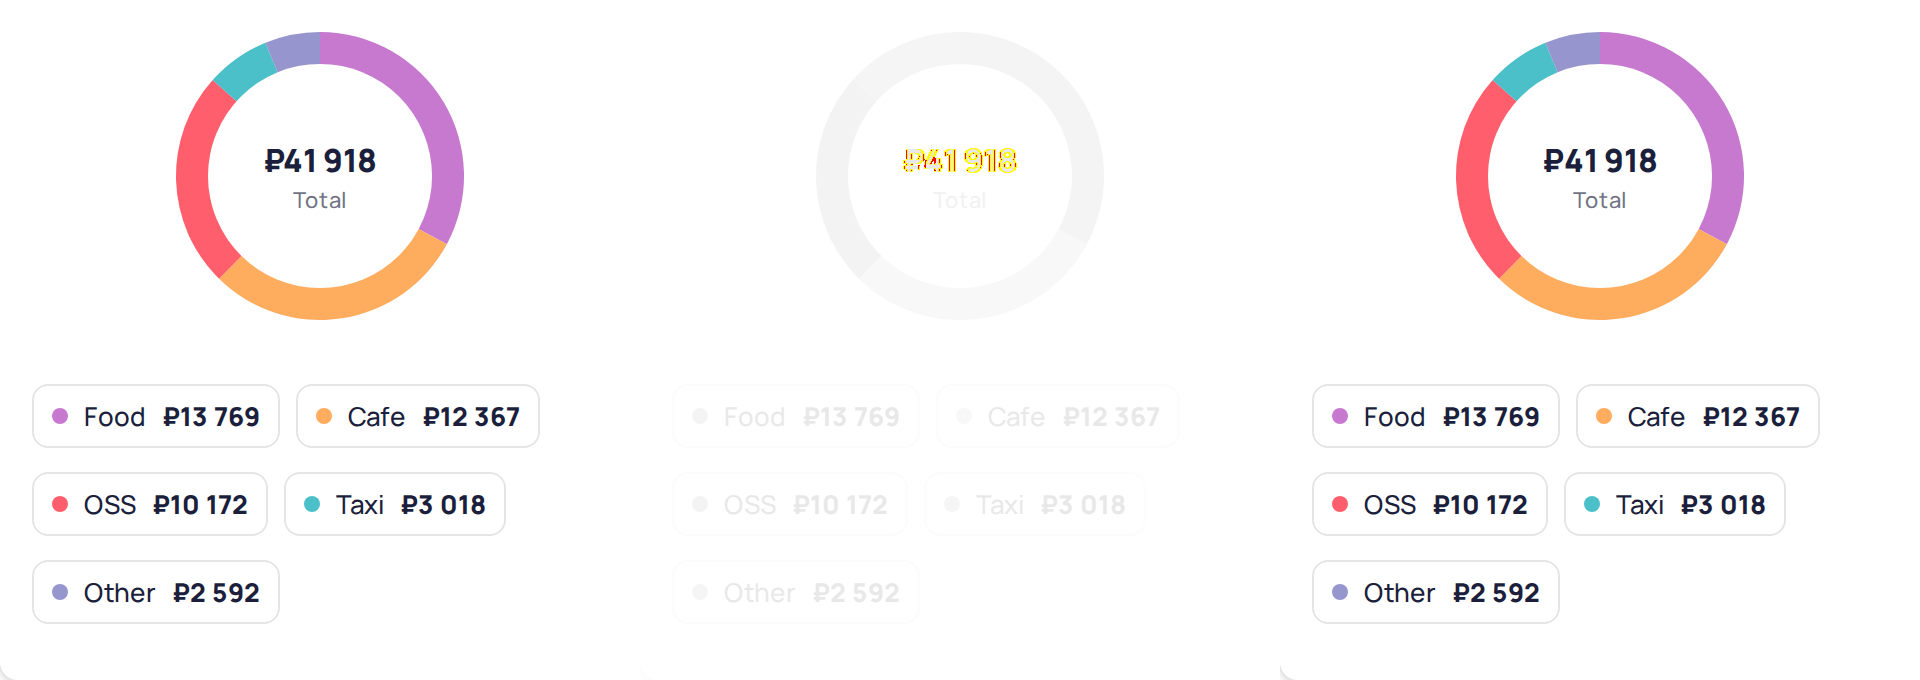 ₽41 918
Total
Food ₽13 769
Cafe ₽12 367
OSS ₽10 172
Taxi ₽3 018
Other ₽2 592
₽41 918
Total
Food ₽13 769
Cafe ₽12 367
OSS ₽10 172
Taxi ₽3 018
Other ₽2 592
₽41 918
Total
Food ₽13 769
Cafe ₽12 367
OSS ₽10 172
Taxi ₽3 018
Other ₽2 592